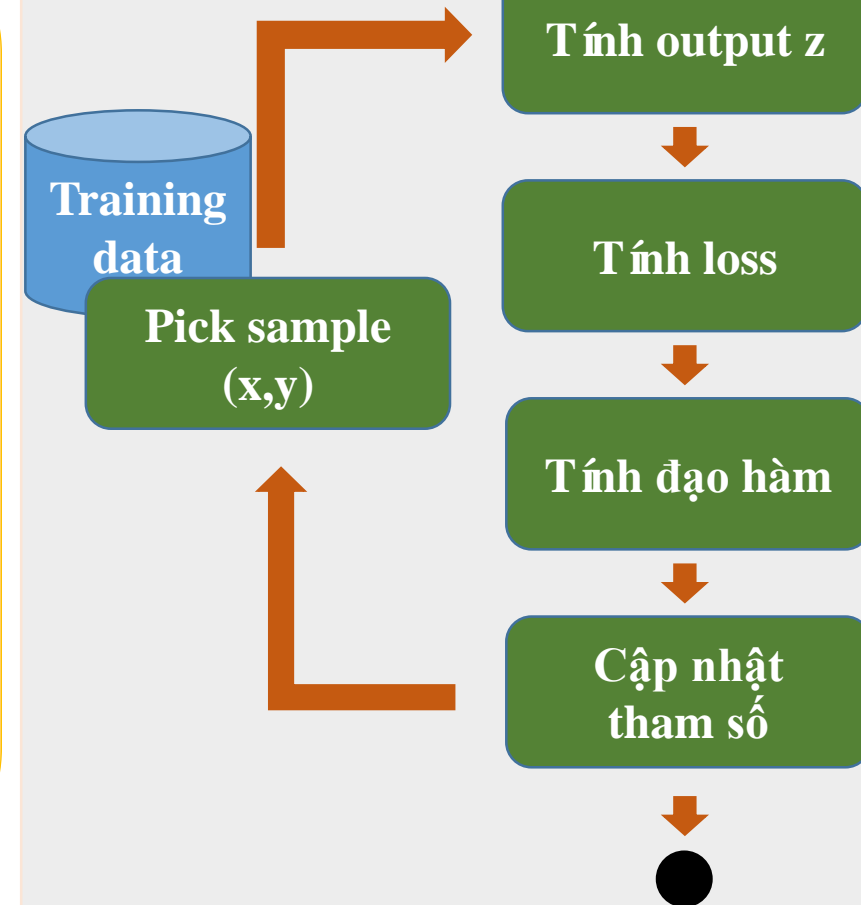 Tính output z
Training
data
Tính loss
Pick sample
(x,y)
Tính đạo hàm
Cập nhật
tham số